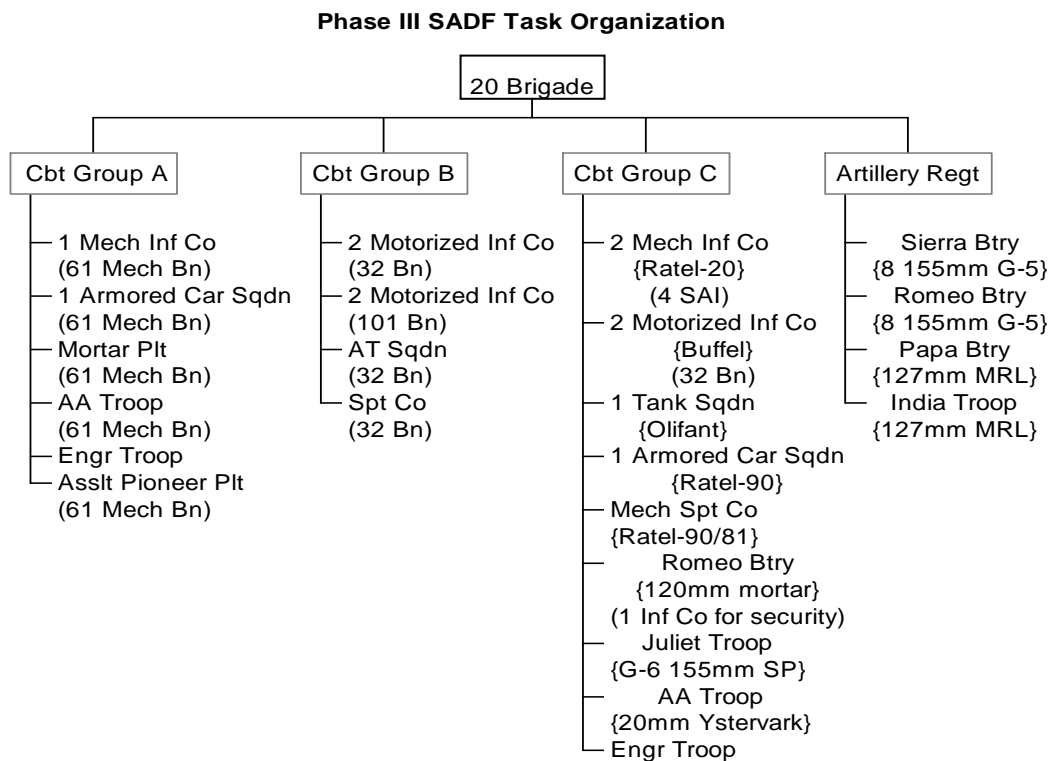 Phase III SADF Task Organization
20 Brigade
Cbt Group A
1 Mech Inf Co
(61 Mech Bn)
1 Armored Car Sqdn
(61 Mech Bn)
Mortar Plt
(61 Mech Bn)
AA Troop
(61 Mech Bn)
Engr Troop
Asslt Pioneer Plt
(61 Mech Bn)
Cbt Group B
2 Motorized Inf Co
(32 Bn)
2 Motorized Inf Co
(101 Bn)
AT Sqdn
(32 Bn)
Spt Co
(32 Bn)
Cbt Group C
2 Mech Inf Co
{Ratel-20}
(4 SAI)
2 Motorized Inf Co
{Buffel}
(32 Bn)
1 Tank Sqdn
{Olifant}
1 Armored Car Sqdn
{Ratel-90}
Mech Spt Co
{Ratel-90/81}
Romeo Btry
{120mm mortar}
(1 Inf Co for security)
Juliet Troop
{G-6 155mm SP}
AA Troop
{20mm Ystervark}
Engr Troop
Artillery Regt
Sierra Btry
{8 155mm G-5}
Romeo Btry
{8 155mm G-5}
Papa Btry
{127mm MRL}
India Troop
{127mm MRL}